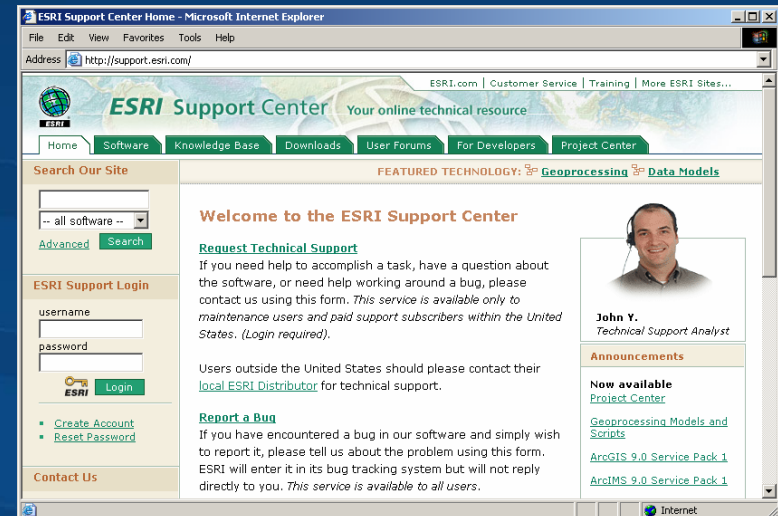 ESRI Support Center Home - Microsoft Internet Explorer
File Edit View Favorites Tools Help
Address http://support.esri.com/
ESRI.com | Customer Service | Training | More ESRI Sites...
ESRI
ESRI Support Center Your online technical resource
Home Software Knowledge Base Downloads User Forums For Developers Project Center
Search Our Site
FEATURED TECHNOLOGY: Geoprocessing Data Models
-- all software --
Advanced Search
ESRI Support Login
username
password
ESRI Login
Create Account
Reset Password
Contact Us
Welcome to the ESRI Support Center
Request Technical Support
If you need help to accomplish a task, have a question about
the software, or need help working around a bug, please
contact us using this form. This service is available only to
maintenance users and paid support subscribers within the United
States. (Login required).
Users outside the United States should please contact their
local ESRI Distributor for technical support.
Report a Bug
If you have encountered a bug in our software and simply wish
to report it, please tell us about the problem using this form.
ESRI will enter it in its bug tracking system but will not reply
directly to you. This service is available to all users.
John Y.
Technical Support Analyst
Announcements
Now available
Project Center
Geoprocessing Models and
Scripts
ArcGIS 9.0 Service Pack 1
ArcIMS 9.0 Service Pack 1
Internet